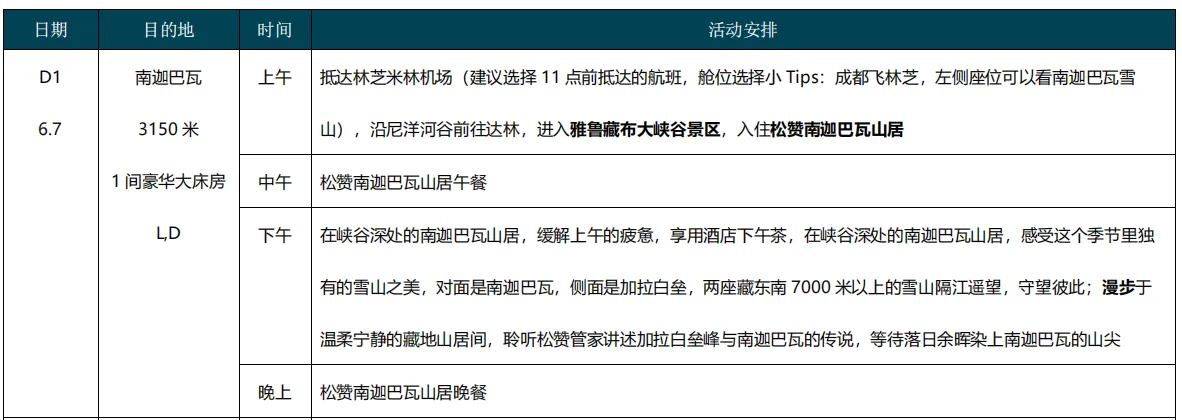 日期 目的地 时间 活动安排
D1 南迦巴瓦 上午 抵达林芝米林机场（建议选择 11 点前抵达的航班，舱位选择小 Tips：成都飞林芝，左侧座位可以看南迦巴瓦雪
6.7 3150 米 山），沿尼洋河谷前往达林，进入雅鲁藏布大峡谷景区，入住松赞南迦巴瓦山居
1 间豪华大床房 中午 松赞南迦巴瓦山居午餐
L,D 下午 在峡谷深处的南迦巴瓦山居，缓解上午的疲惫，享用酒店下午茶，在峡谷深处的南迦巴瓦山居，感受这个季节里独
有的雪山之美，对面是南迦巴瓦，侧面是加拉白垒，两座藏东南 7000 米以上的雪山隔江遥望，守望彼此；漫步于
温柔宁静的藏地山居间，聆听松赞管家讲述加拉白垒峰与南迦巴瓦的传说，等待落日余晖染上南迦巴瓦的山尖
晚上 松赞南迦巴瓦山居晚餐